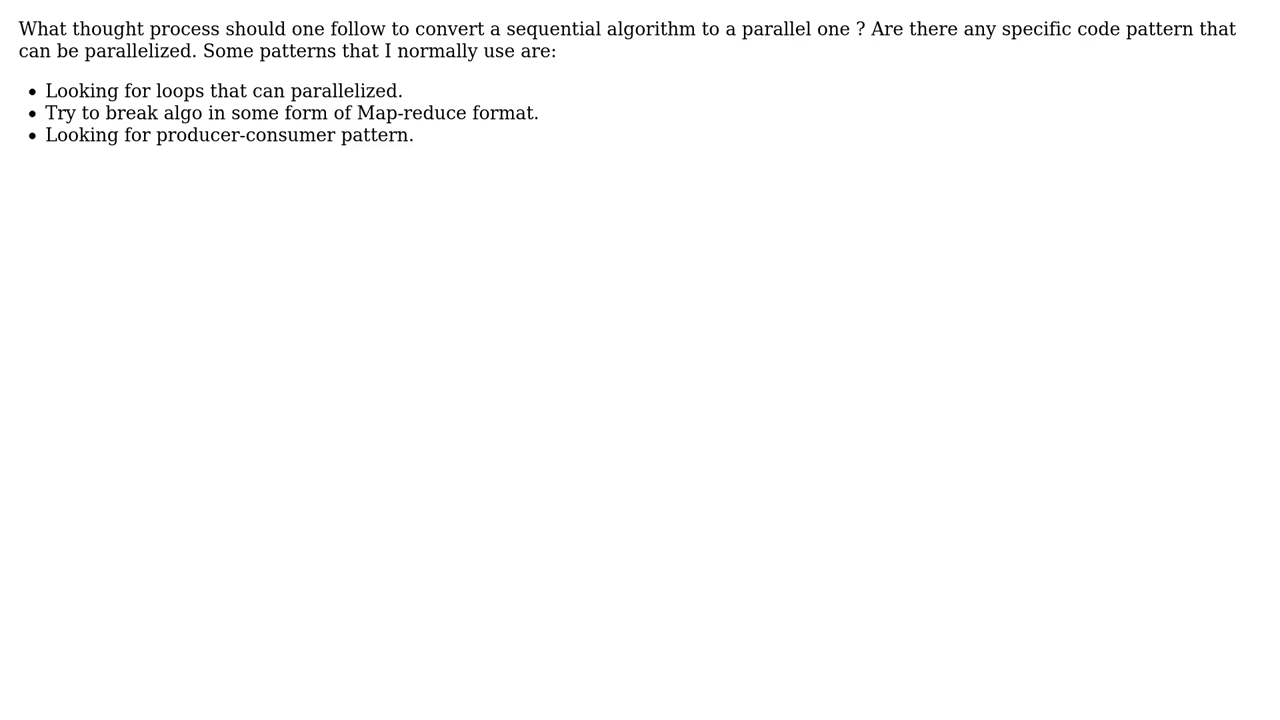 What thought process should one follow to convert a sequential algorithm to a parallel one ? Are there any specific code pattern that
can be parallelized. Some patterns that I normally use are:
• Looking for loops that can parallelized.
• Try to break algo in some form of Map-reduce format.
• Looking for producer-consumer pattern.